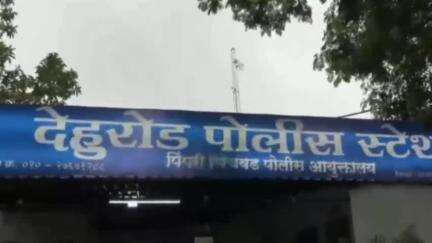 देहुरोड पोलीस स्टेश
पिंपरी चिंचवड पोलीस आयुक्तालय